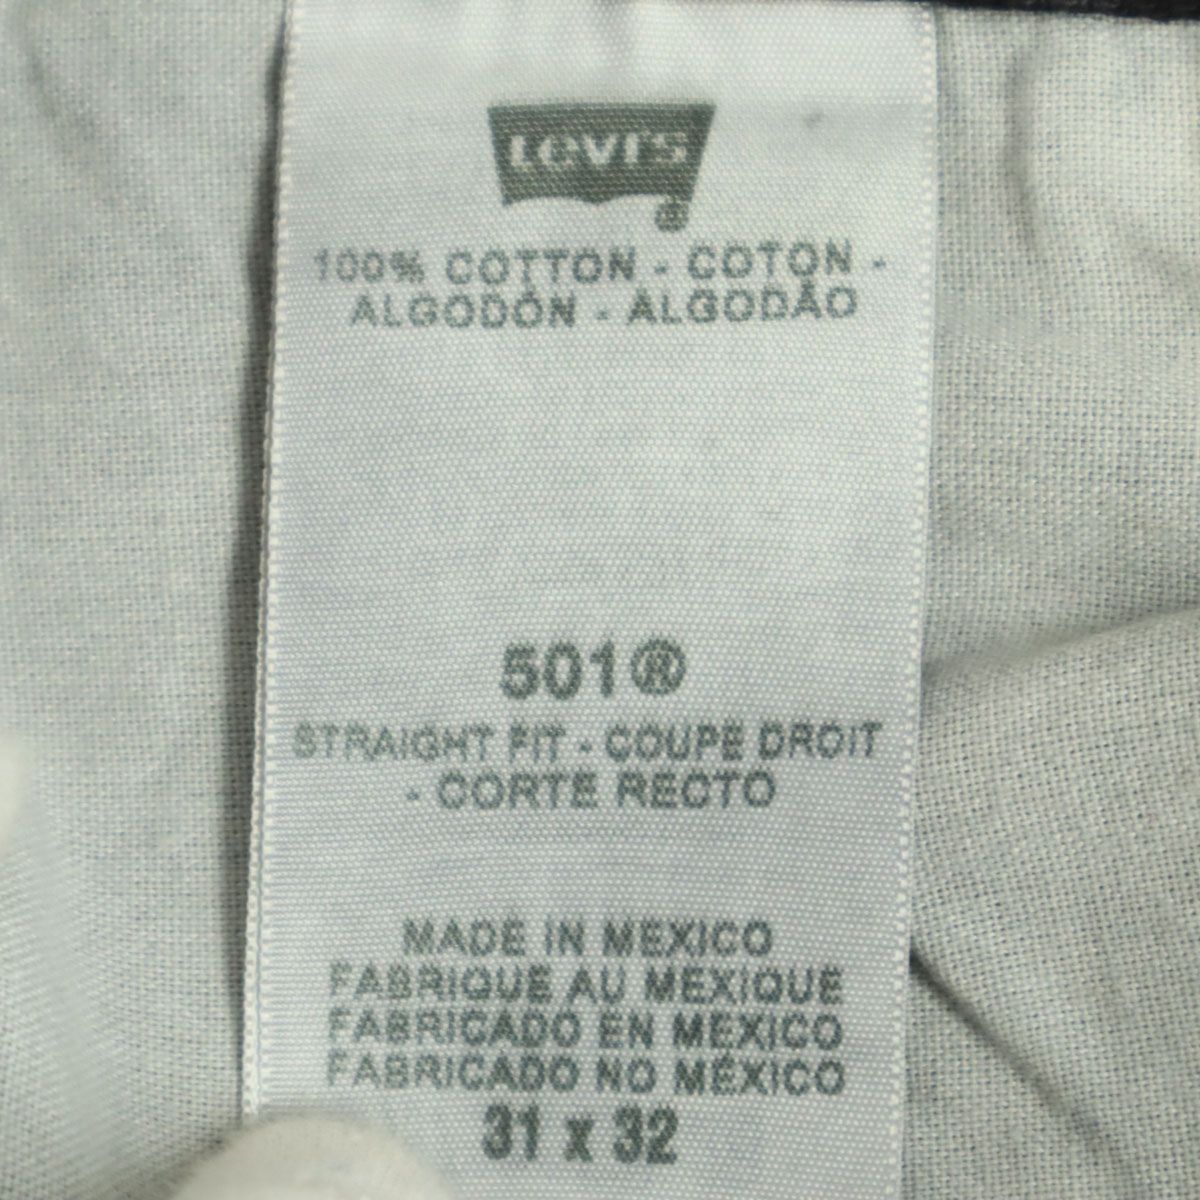 Levi's
®
100% COTTON - COTON -
ALGODÓN - ALGODÃO
501®
STRAIGHT FIT - COUPE DROIT
- CORTE RECTO
MADE IN MEXICO
FABRIQUE AU MEXIQUE
FABRICADO EN MEXICO
FABRICADO NO MÉXICO
31 x 32